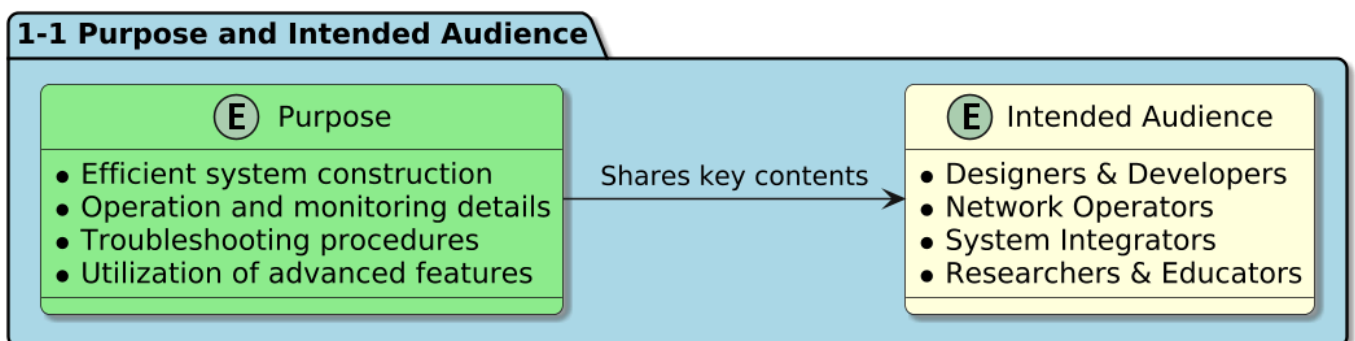 1-1 Purpose and Intended Audience
E Purpose
• Efficient system construction
• Operation and monitoring details
• Troubleshooting procedures
• Utilization of advanced features
Shares key contents
E Intended Audience
• Designers & Developers
• Network Operators
• System Integrators
• Researchers & Educators